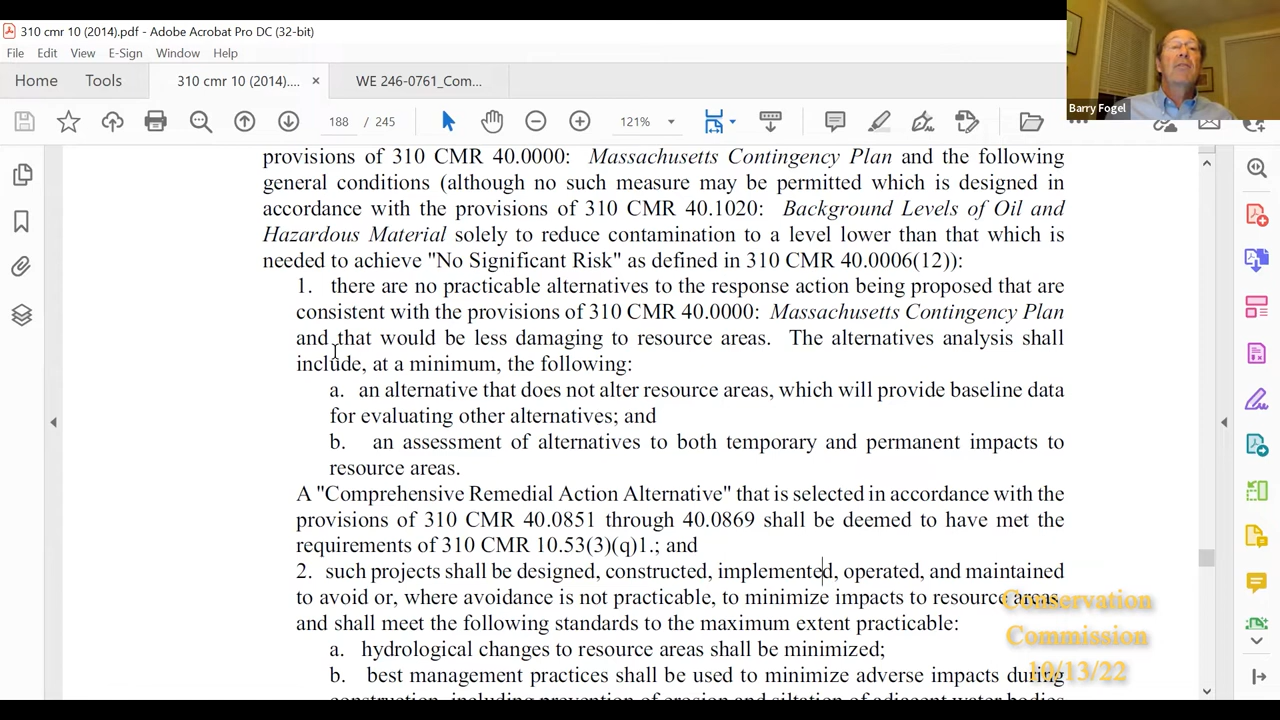 310 cmr 10 (2014).pdf - Adobe Acrobat Pro DC (32-bit)
File Edit View E-Sign Window Help
Home Tools 310 cmr 10 (2014).... × WE 246-0761_Com...
188 / 245 121%
Barry Fogel
provisions of 310 CMR 40.0000: Massachusetts Contingency Plan and the following
general conditions (although no such measure may be permitted which is designed in
accordance with the provisions of 310 CMR 40.1020: Background Levels of Oil and
Hazardous Material solely to reduce contamination to a level lower than that which is
needed to achieve "No Significant Risk" as defined in 310 CMR 40.0006(12)):
1. there are no practicable alternatives to the response action being proposed that are
consistent with the provisions of 310 CMR 40.0000: Massachusetts Contingency Plan
and that would be less damaging to resource areas. The alternatives analysis shall
include, at a minimum, the following:
a. an alternative that does not alter resource areas, which will provide baseline data
for evaluating other alternatives; and
b. an assessment of alternatives to both temporary and permanent impacts to
resource areas.
A "Comprehensive Remedial Action Alternative" that is selected in accordance with the
provisions of 310 CMR 40.0851 through 40.0869 shall be deemed to have met the
requirements of 310 CMR 10.53(3)(q)1.; and
2. such projects shall be designed, constructed, implemented, operated, and maintained
to avoid or, where avoidance is not practicable, to minimize impacts to resource areas,
and shall meet the following standards to the maximum extent practicable:
a. hydrological changes to resource areas shall be minimized;
b. best management practices shall be used to minimize adverse impacts during
construction, including prevention of erosion and siltation of adjacent water bodies
Conservation
Commission
10/13/22